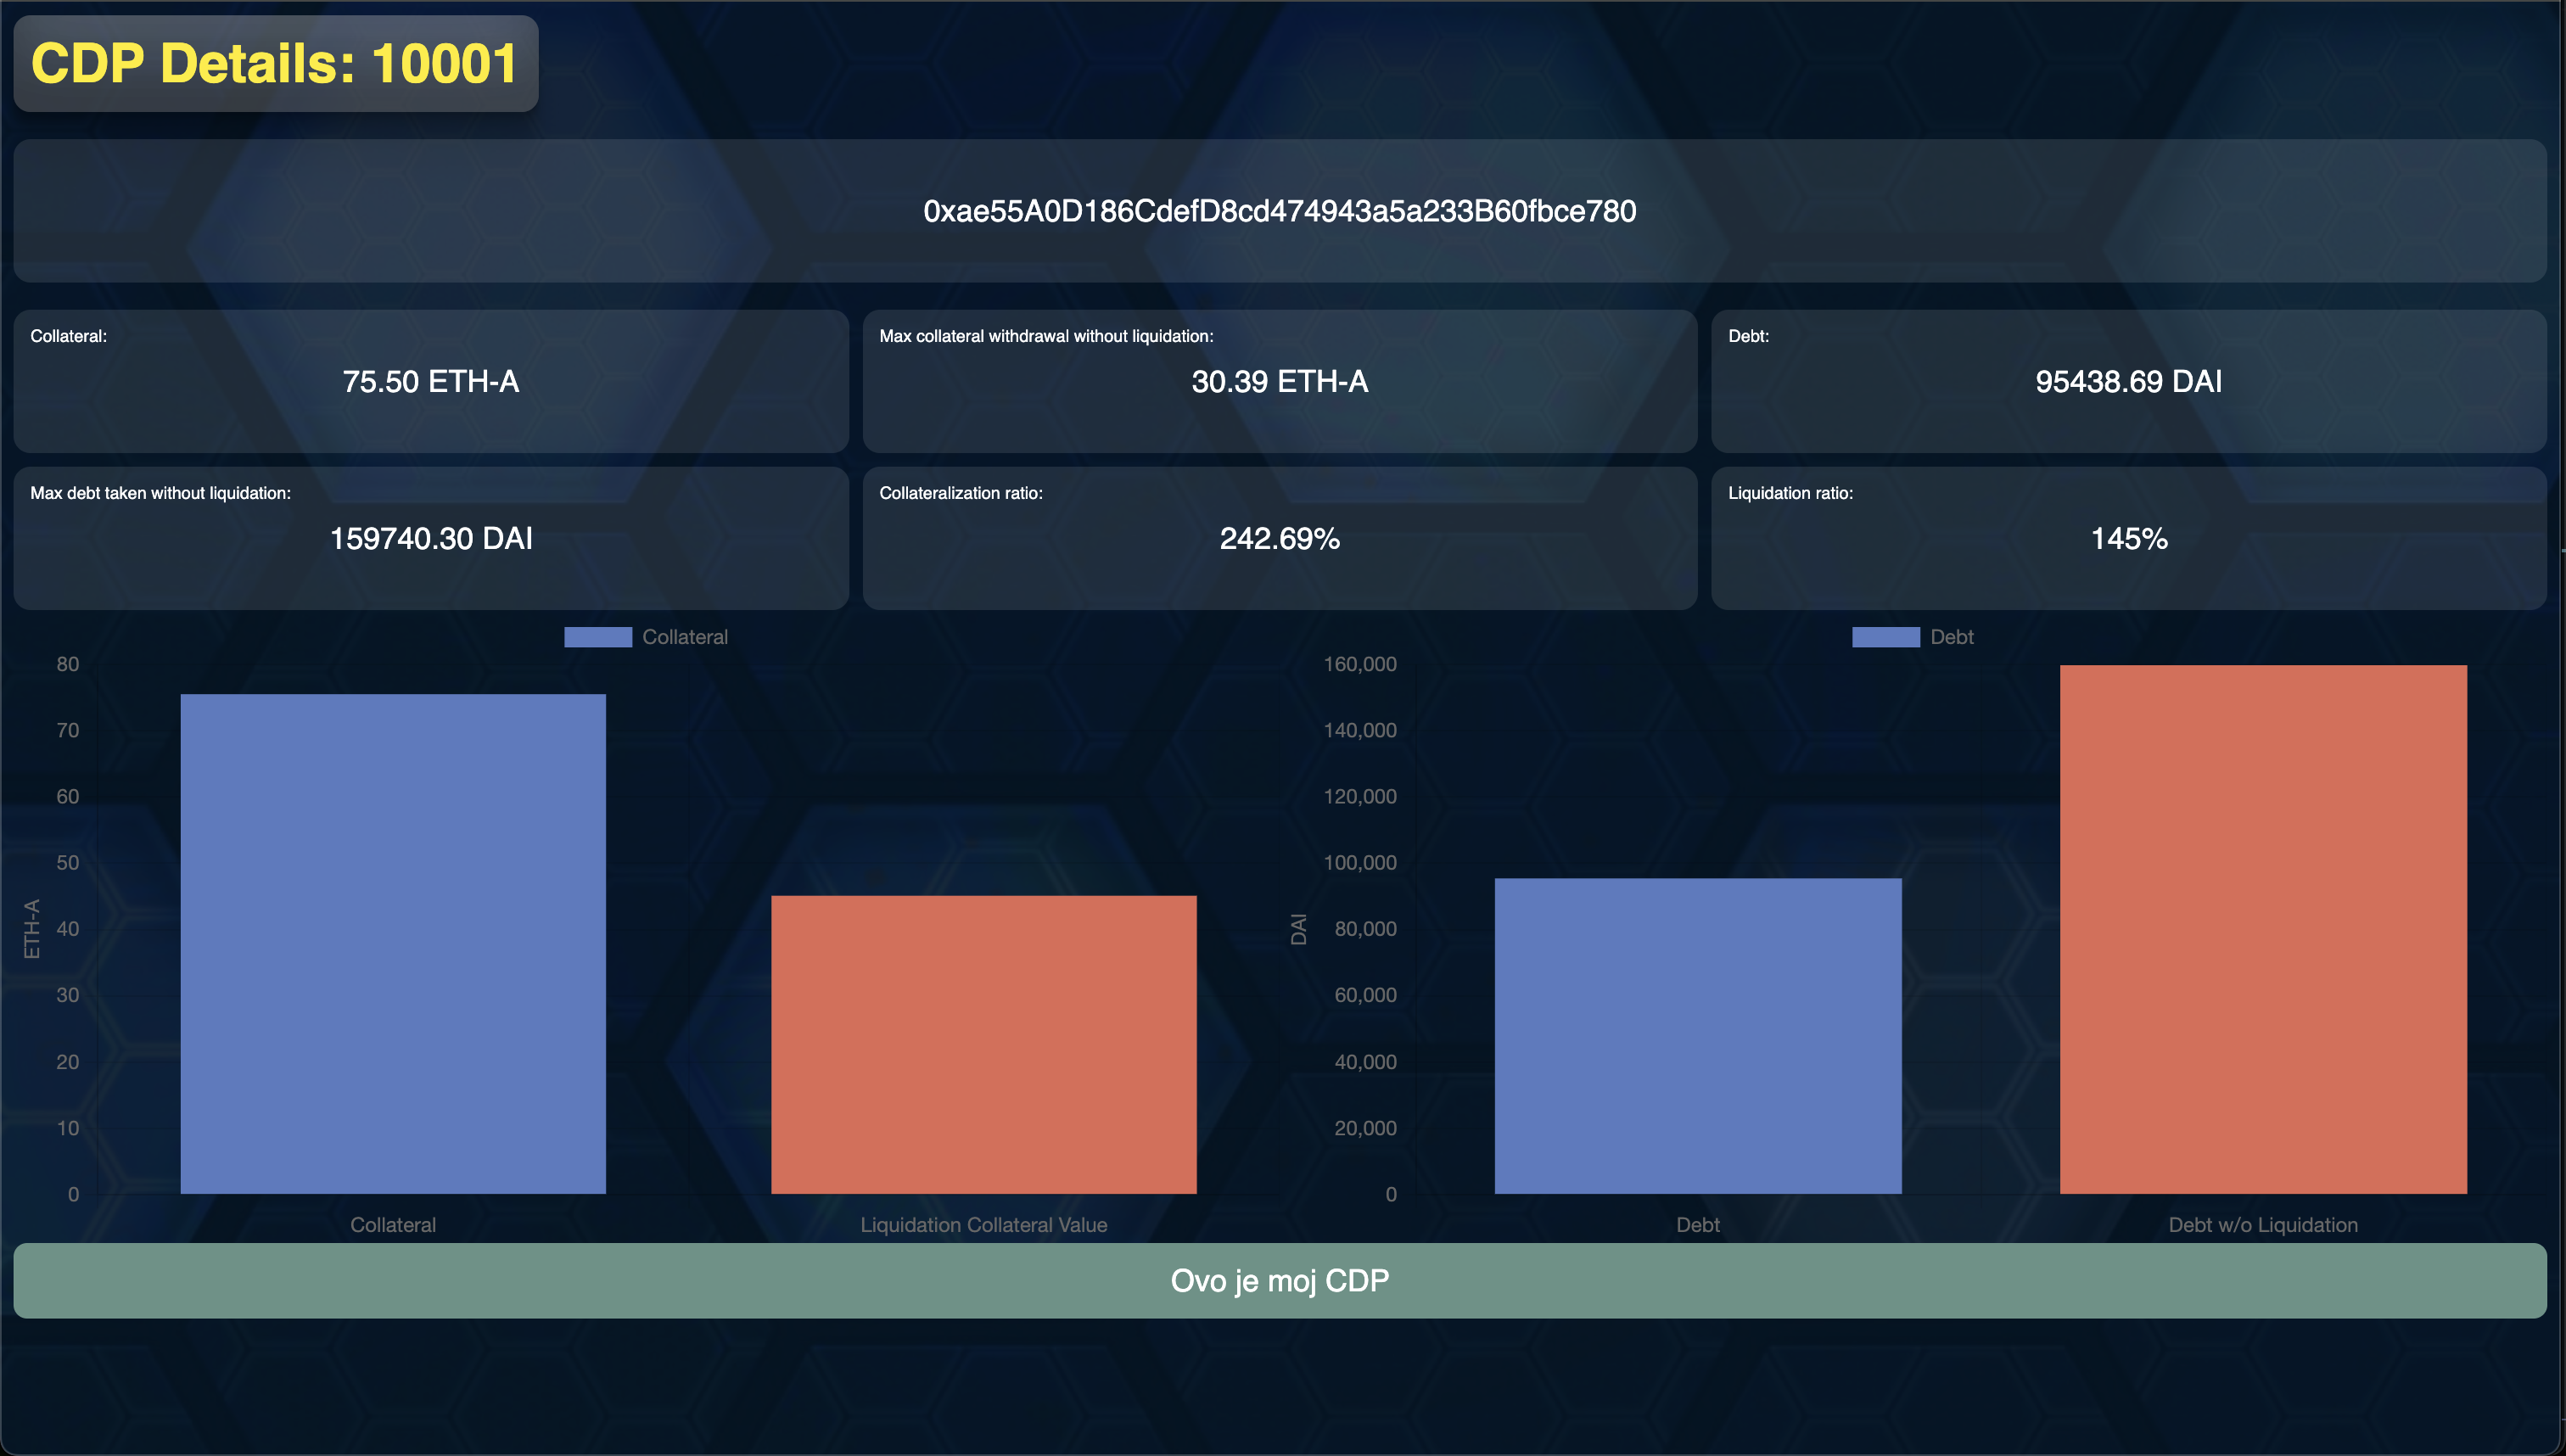 CDP Details: 10001
0xae55A0D186CdefD8cd474943a5a233B60fbce780
Collateral:
75.50 ETH-A
Max collateral withdrawal without liquidation:
30.39 ETH-A
Debt:
95438.69 DAI
Max debt taken without liquidation:
159740.30 DAI
Collateralization ratio:
242.69%
Liquidation ratio:
145%
Collateral
80
70
60
50
40
30
20
10
0
ETH-A
Collateral
Liquidation Collateral Value
Debt
160,000
140,000
120,000
100,000
80,000
60,000
40,000
20,000
0
DAI
Debt
Debt w/o Liquidation
Ovo je moj CDP